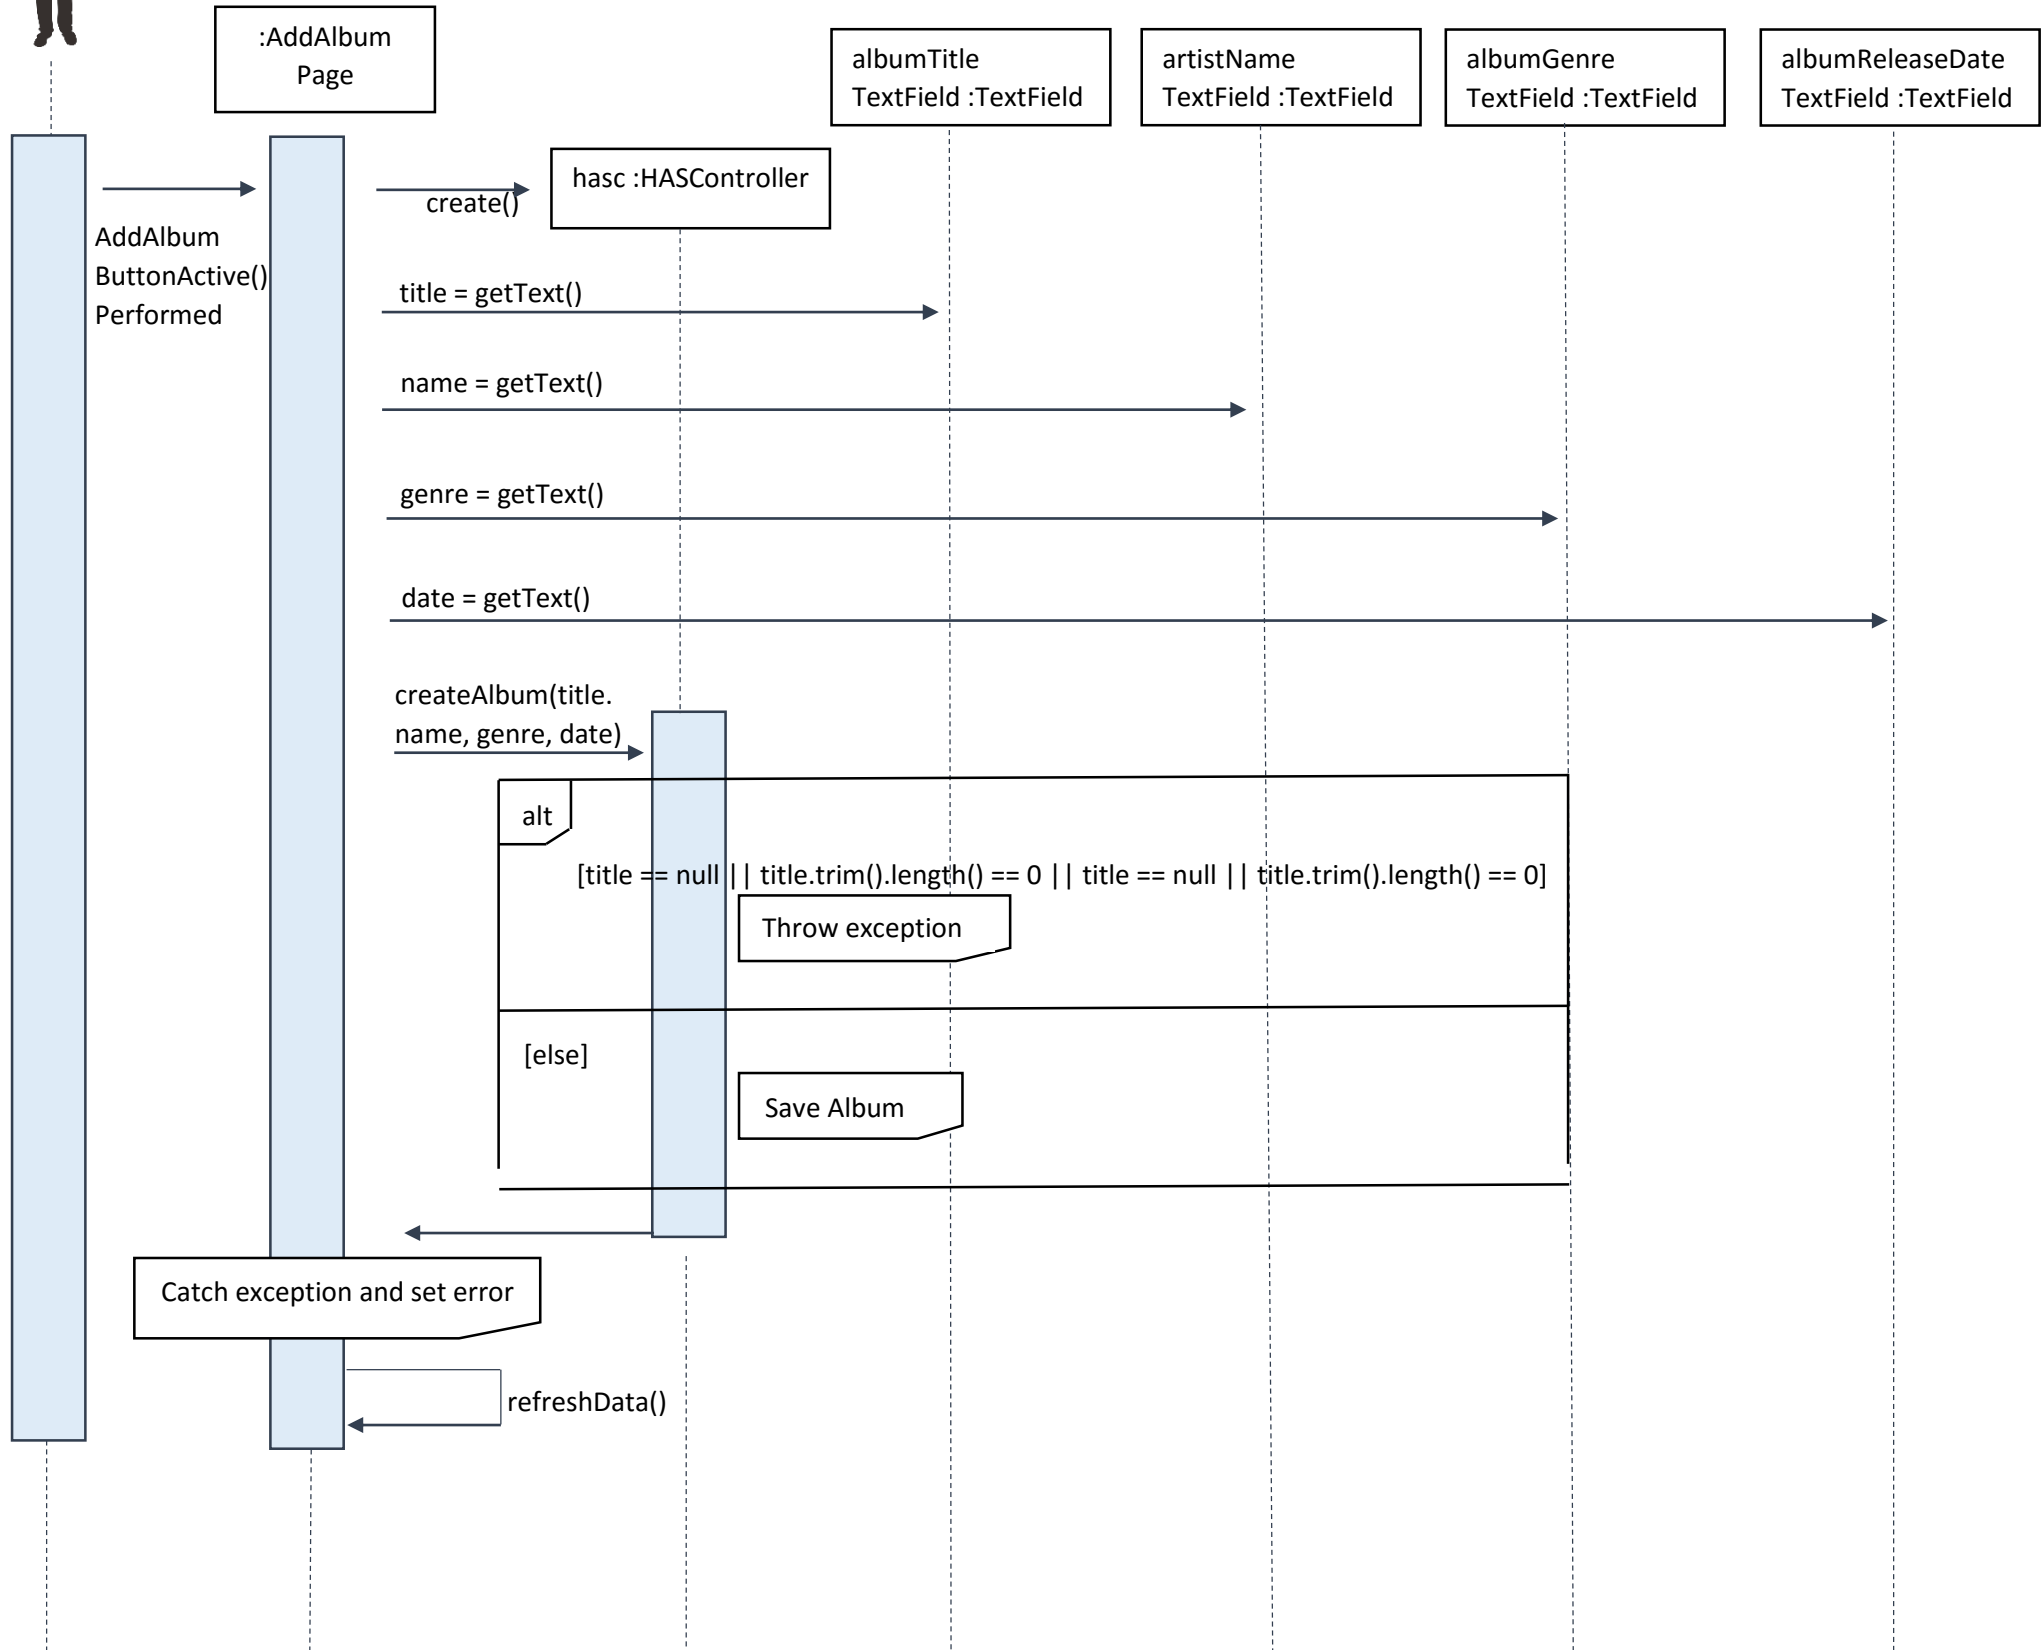 :AddAlbum
Page
albumTitle
TextField :TextField
artistName
TextField :TextField
albumGenre
TextField :TextField
albumReleaseDate
TextField :TextField
hasc :HASController
create()
AddAlbum
ButtonActive()
Performed
title = getText()
name = getText()
genre = getText()
date = getText()
createAlbum(title.
name, genre, date)
alt
[title == null || title.trim().length() == 0 || title == null || title.trim().length() == 0]
Throw exception
[else]
Save Album
Catch exception and set error
refreshData()